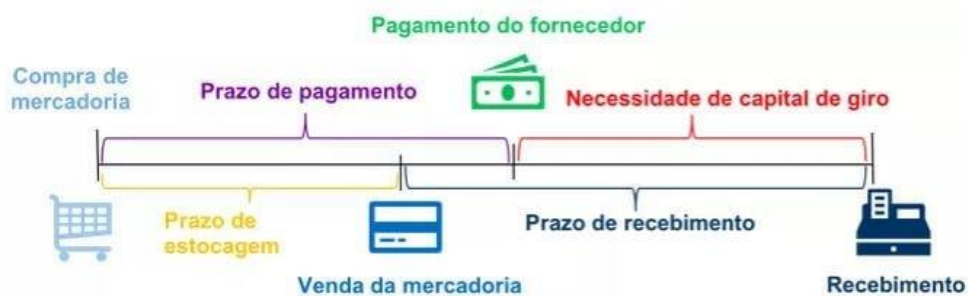 Pagamento do fornecedor
Compra de
mercadoria
Prazo de pagamento
Necessidade de capital de giro
Prazo de
estocagem
Prazo de recebimento
Venda da mercadoria
Recebimento